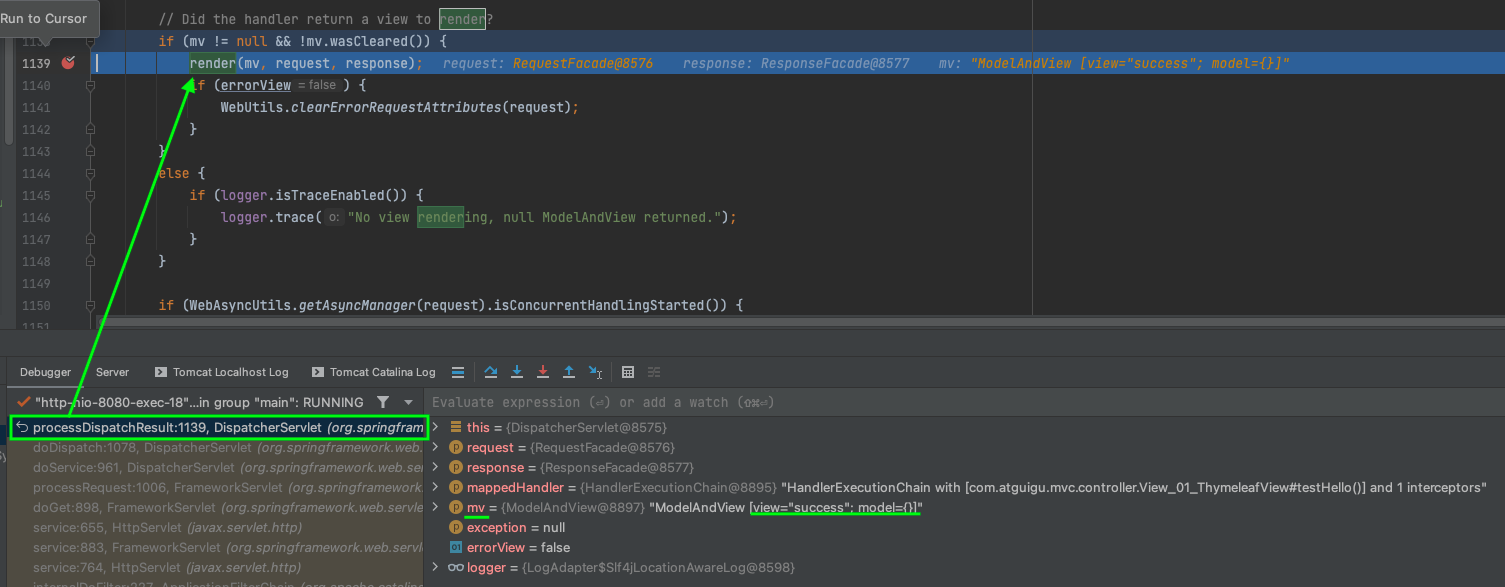 // Did the handler return a view to render?
Run to Cursor
if (mv != null && !mv.wasCleared()) {
1139 render(mv, request, response); request: RequestFacade@8576 response: ResponseFacade@8577 mv: "ModelAndView [view="success"; model={}]"
1140 if (errorView = false ) {
1141 WebUtils.clearErrorRequestAttributes(request);
1142 }
1143 }
1144 else {
1145 if (logger.isTraceEnabled()) {
1146 logger.trace( o: "No view rendering, null ModelAndView returned.");
1147 }
1148 }
1149
1150 if (WebAsyncUtils.getAsyncManager(request).isConcurrentHandlingStarted()) {
1151
Debugger Server Tomcat Localhost Log Tomcat Catalina Log
"http-nio-8080-exec-18"...in group "main": RUNNING
Evaluate expression (⏎) or add a watch (⇧⌘⏎)
processDispatchResult:1139, DispatcherServlet (org.springfram
doDispatch:1078, DispatcherServlet (org.springframework.web.
doService:961, DispatcherServlet (org.springframework.web.ser
processRequest:1006, FrameworkServlet (org.springframework.
doGet:898, FrameworkServlet (org.springframework.web.servle
service:655, HttpServlet (javax.servlet.http)
service:883, FrameworkServlet (org.springframework.web.servl
service:764, HttpServlet (javax.servlet.http)
internalDoFilter:227, ApplicationFilterChain (org.apache.catalina
this = {DispatcherServlet@8575}
request = {RequestFacade@8576}
response = {ResponseFacade@8577}
mappedHandler = {HandlerExecutionChain@8895} "HandlerExecutionChain with [com.atguigu.mvc.controller.View_01_ThymeleafView#testHello()] and 1 interceptors"
mv = {ModelAndView@8897} "ModelAndView [view="success"; model={}]"
exception = null
errorView = false
logger = {LogAdapter$Slf4jLocationAwareLog@8598}